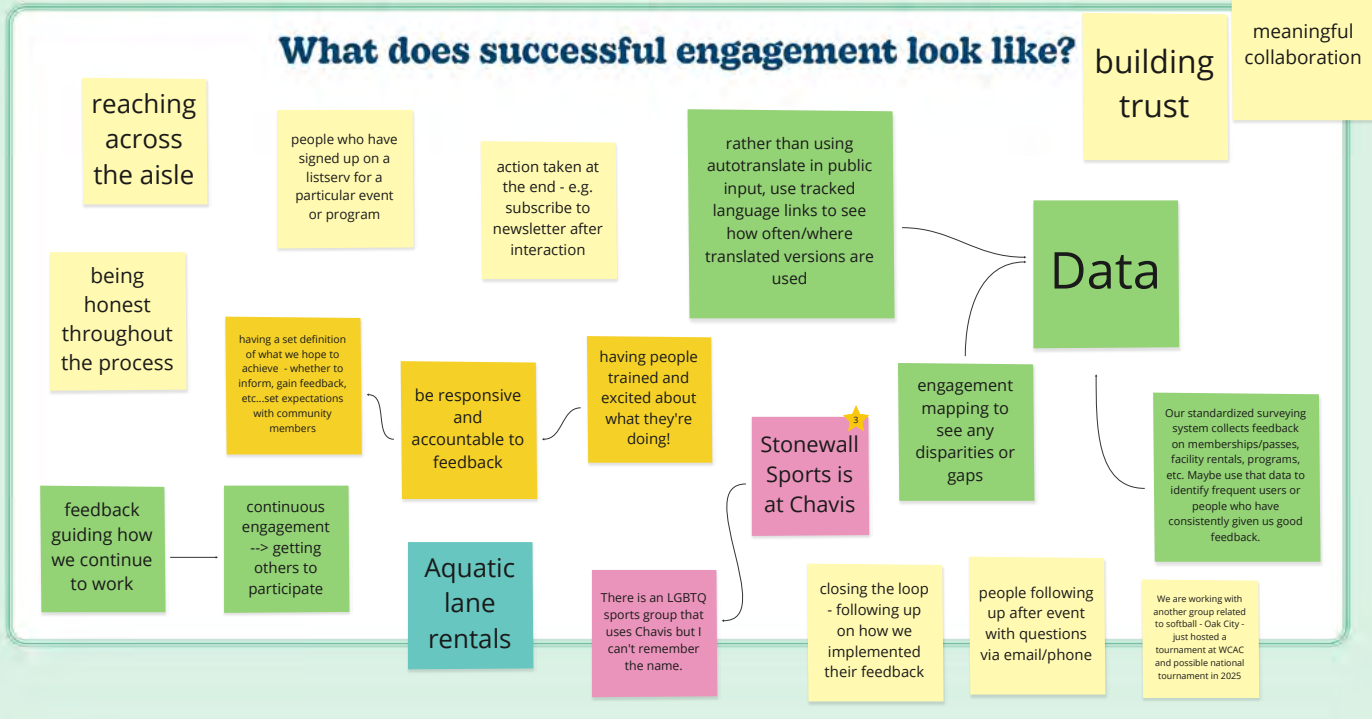 What does successful engagement look like?
building
trust
meaningful
collaboration
reaching
across
the aisle
people who have
signed up on a
listserv for a
particular event
or program
action taken at
the end - e.g.
subscribe to
newsletter after
interaction
rather than using
autotranslate in public
input, use tracked
language links to see
how often/where
translated versions are
used
Data
being
honest
throughout
the process
having a set definition
of what we hope to
achieve - whether to
inform, gain feedback,
etc...set expectations
with community
members
be responsive
and
accountable to
feedback
having people
trained and
excited about
what they're
doing!
3
Stonewall
Sports is
at Chavis
engagement
mapping to
see any
disparities or
gaps
Our standardized surveying
system collects feedback
on memberships/passes,
facility rentals, programs,
etc. Maybe use that data to
identify frequent users or
people who have
consistently given us good
feedback.
feedback
guiding how
we continue
to work
continuous
engagement
--> getting
others to
participate
Aquatic
lane
rentals
There is an LGBTQ
sports group that
uses Chavis but I
can't remember
the name.
closing the loop
- following up
on how we
implemented
their feedback
people following
up after event
with questions
via email/phone
We are working with
another group related
to softball - Oak City -
just hosted a
tournament at WCAC
and possible national
tournament in 2025